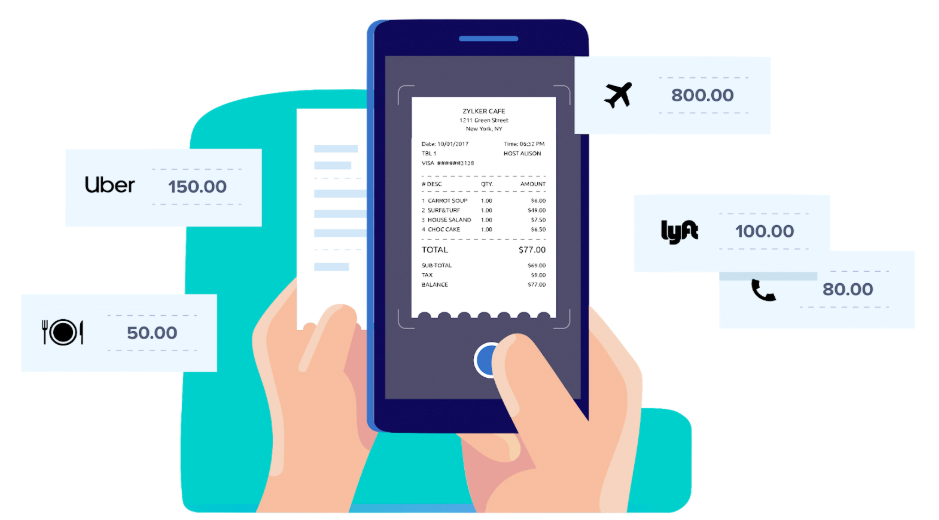 ZYLKER CAFE
1211 Green Street
New York, NY
Date: 10/01/2017 Time: 06:32 PM
TBL 1 HOST ALISON
VISA ######3128
# DESC QTY. AMOUNT
1 CARROT SOUP 1.00 $6.00
2 SURF&TURF 1.00 $49.00
3 HOUSE SALAND 1.00 $7.50
4 CHOC CAKE 1.00 $6.50
TOTAL $77.00
SUB-TOTAL $69.00
TAX $9.00
BALANCE $77.00
800.00
Uber 150.00
lyft 100.00
80.00
50.00